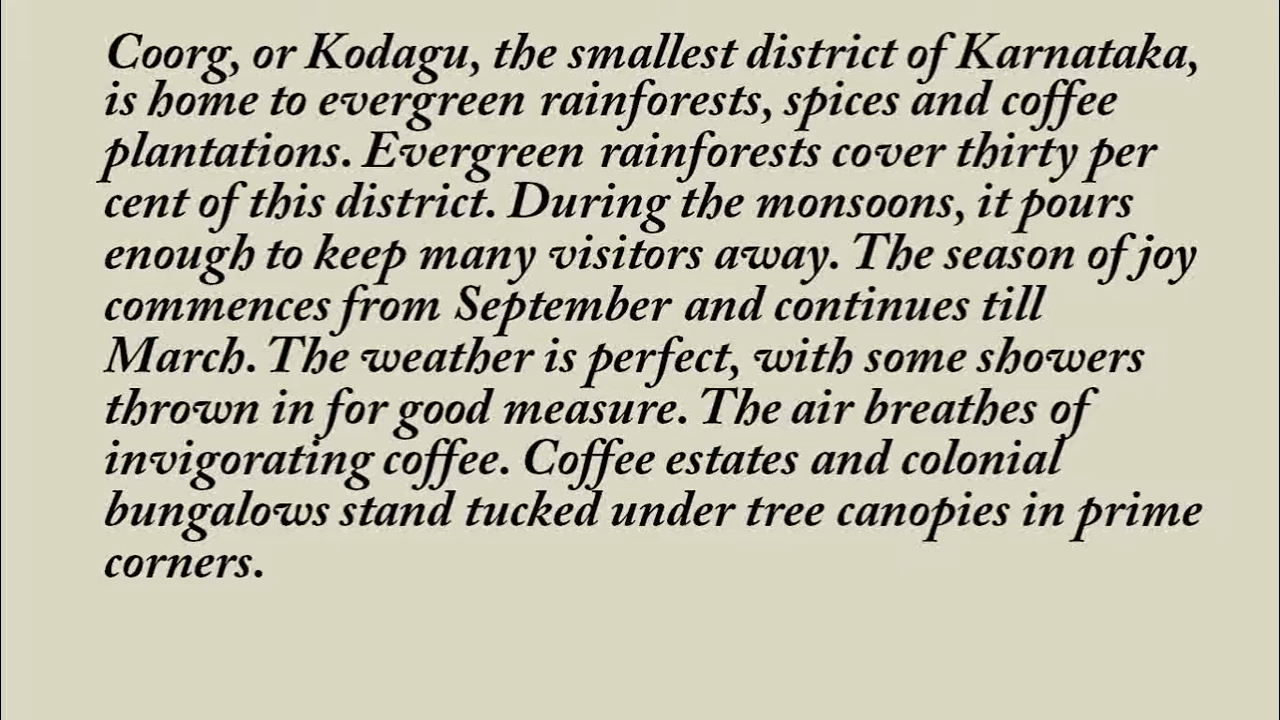 Coorg, or Kodagu, the smallest district of Karnataka,
is home to evergreen rainforests, spices and coffee
plantations. Evergreen rainforests cover thirty per
cent of this district. During the monsoons, it pours
enough to keep many visitors away. The season of joy
commences from September and continues till
March. The weather is perfect, with some showers
thrown in for good measure. The air breathes of
invigorating coffee. Coffee estates and colonial
bungalows stand tucked under tree canopies in prime
corners.